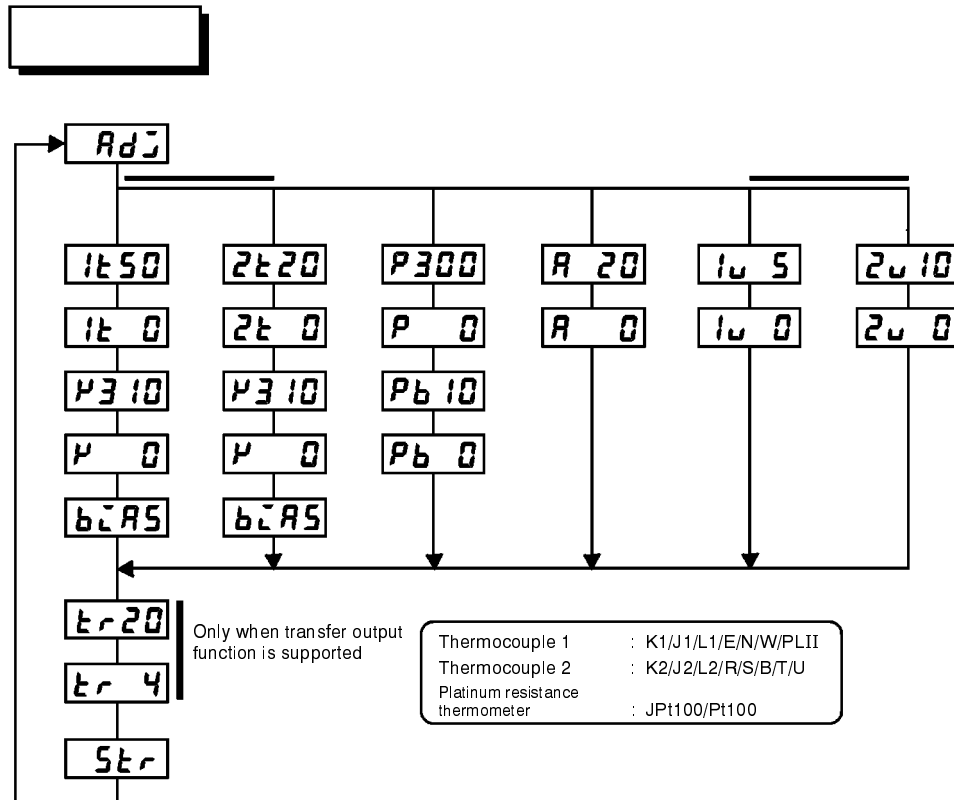 Adj
1t50 2t20 P300 A 20 1u 5 2u10
1t 0 2t 0 P 0 A 0 1u 0 2u 0
Y310 Y310 Pb10
Y 0 Y 0 Pb 0
biAS biAS
tr20
Only when transfer output
function is supported
tr 4
Thermocouple 1 : K1/J1/L1/E/N/W/PLII
Thermocouple 2 : K2/J2/L2/R/S/B/T/U
Platinum resistance
thermometer : JPt100/Pt100
Str